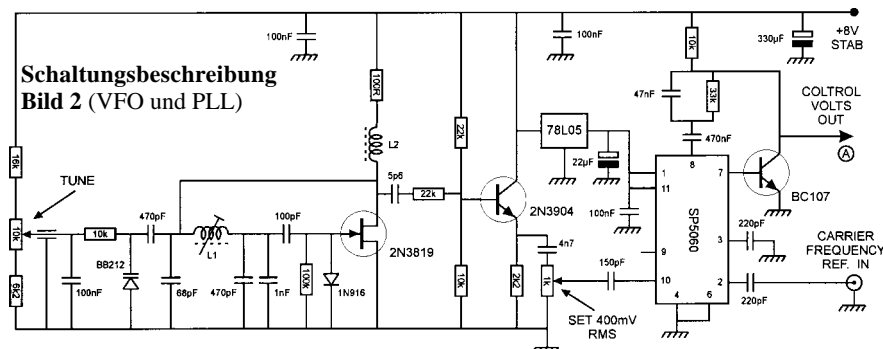 Schaltungsbeschreibung
Bild 2 (VFO und PLL)
100nF
100nF
330µF
+8V
STAB
10k
COLTROL
VOLTS
OUT
A
47nF
33k
470nF
100R
L2
22k
78L05
22µF
16k
TUNE
5p6
22k
2N3904
1
11
8
7
BC107
SP5060
100nF
10k
10k
470pF
L1
100pF
2N3819
4n7
9
3
220pF
CARRIER
FREQUENCY
REF. IN
BB212
150pF
10
2
220pF
6k2
100nF
68pF
470pF
1nF
100k
1N916
10k
2k2
1k
SET 400mV
RMS
4
6